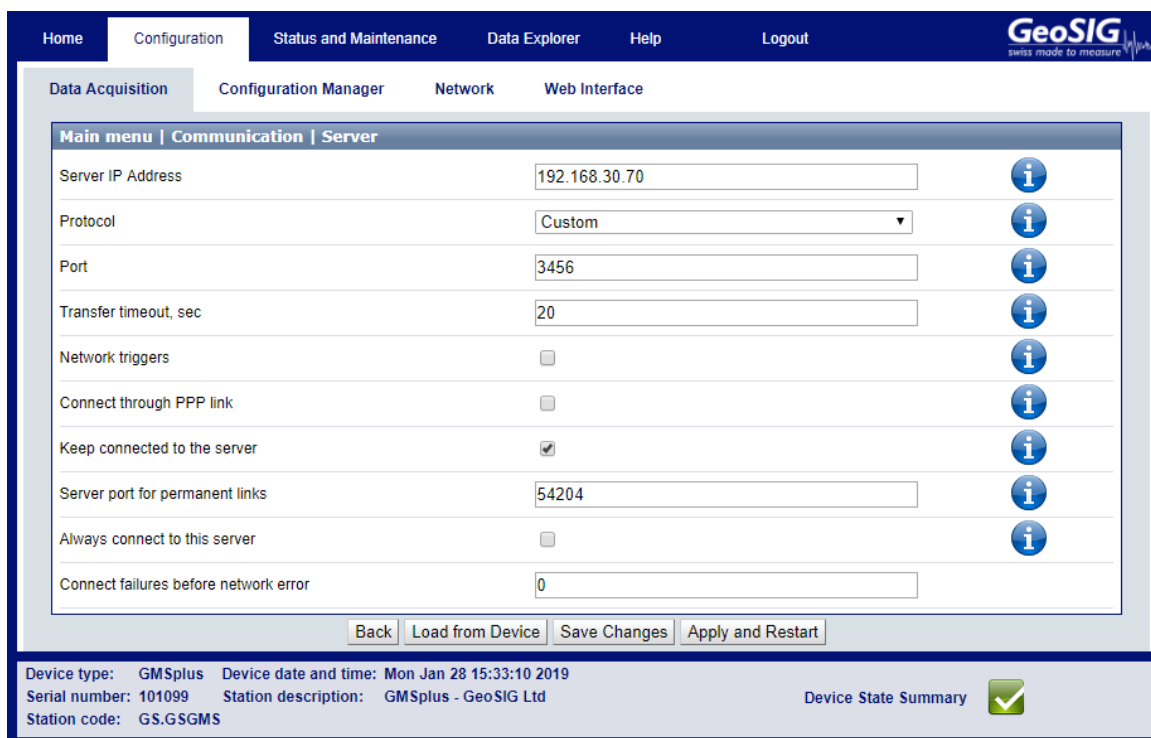 Home Configuration Status and Maintenance Data Explorer Help Logout GeoSIG
swiss made to measure
Data Acquisition Configuration Manager Network Web Interface
Main menu | Communication | Server
Server IP Address 192.168.30.70
Protocol Custom
Port 3456
Transfer timeout, sec 20
Network triggers
Connect through PPP link
Keep connected to the server
Server port for permanent links 54204
Always connect to this server
Connect failures before network error 0
Back Load from Device Save Changes Apply and Restart
Device type: GMSplus Device date and time: Mon Jan 28 15:33:10 2019
Serial number: 101099 Station description: GMSplus - GeoSIG Ltd Device State Summary
Station code: GS.GSGMS